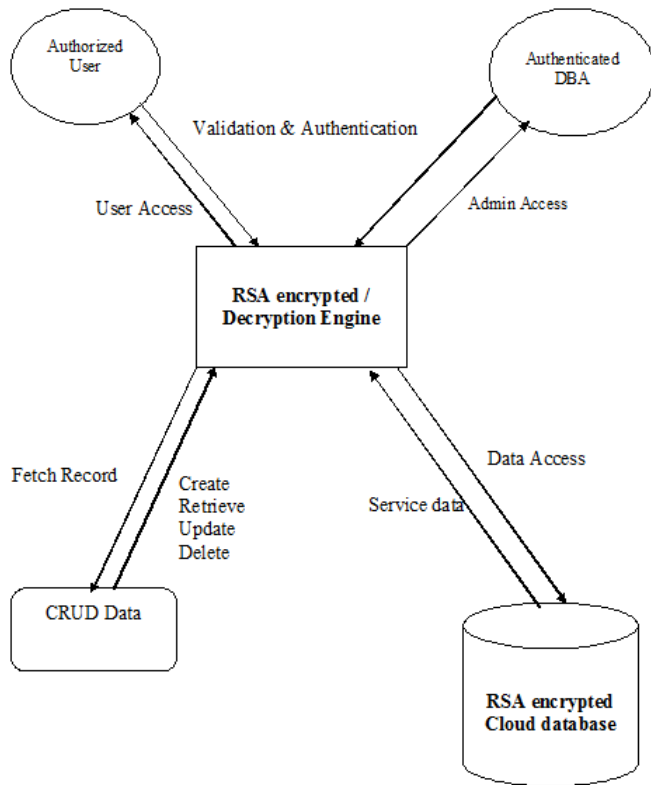 Authorized
User
Authenticated
DBA
Validation & Authentication
User Access
Admin Access
RSA encrypted /
Decryption Engine
Fetch Record
Create
Retrieve
Update
Delete
Service data
Data Access
CRUD Data
RSA encrypted
Cloud database